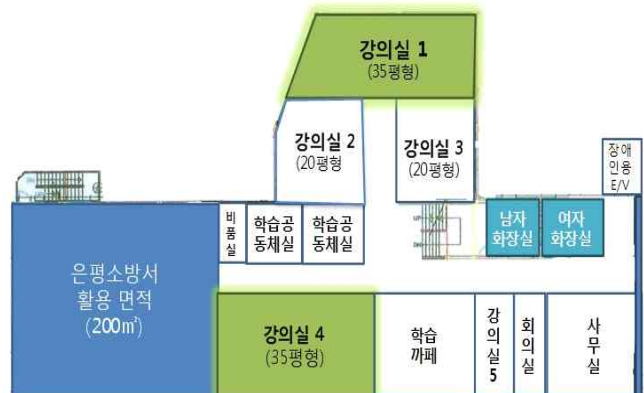 강의실 1
(35평형)
강의실 2
(20평형
강의실 3
(20평형)
장애
인용
E/V
비
품
실
학습공
동체실
학습공
동체실
남자
화장실
여자
화장실
은평소방서
활용 면적
(200㎡)
강의실 4
(35평형)
학습
까페
강
의
실
5
회
의
실
사
무
실